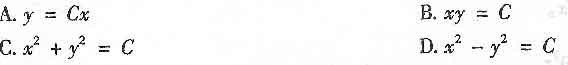 A. y = Cx B. xy = C
C. x² + y² = C D. x² − y² = C